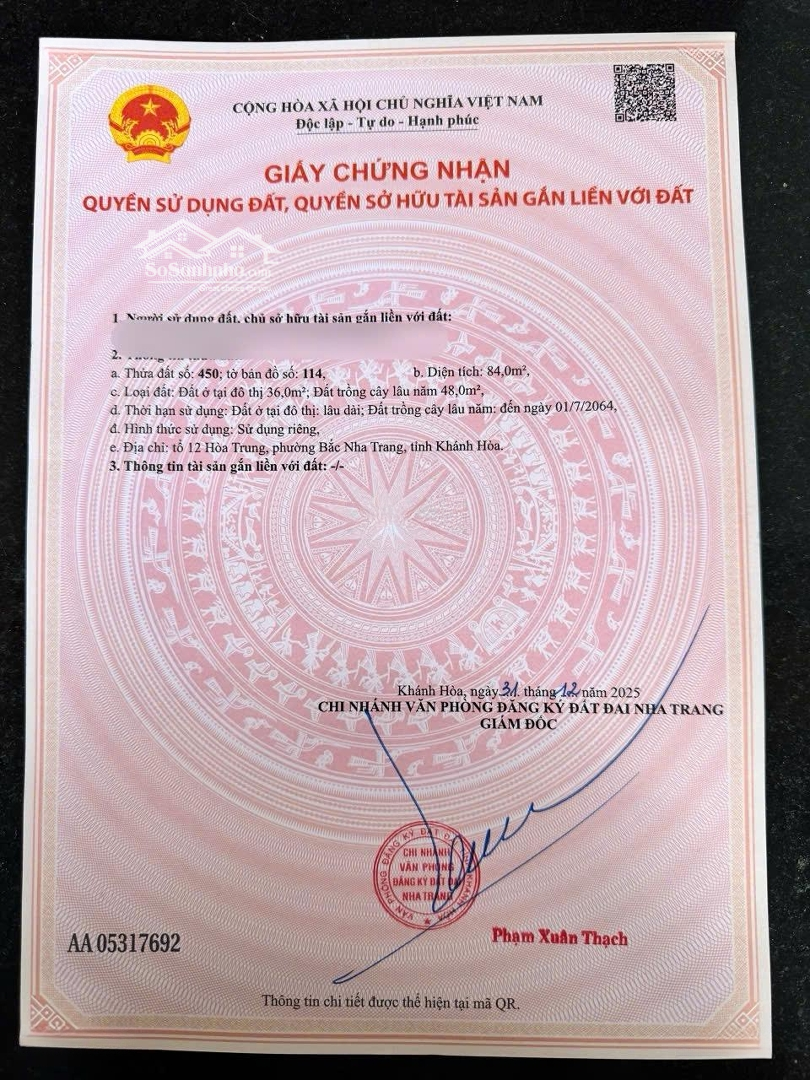 CỘNG HÒA XÃ HỘI CHỦ NGHĨA VIỆT NAM
Độc lập - Tự do - Hạnh phúc
GIẤY CHỨNG NHẬN
QUYỀN SỬ DỤNG ĐẤT, QUYỀN SỞ HỮU TÀI SẢN GẮN LIỀN VỚI ĐẤT
SoSanhnha.com
1. Người sử dụng đất, chủ sở hữu tài sản gắn liền với đất:
2.
a. Thửa đất số: 450; tờ bản đồ số: 114, b. Diện tích: 84,0m²,
c. Loại đất: Đất ở tại đô thị 36,0m²; Đất trồng cây lâu năm 48,0m²,
d. Thời hạn sử dụng: Đất ở tại đô thị: lâu dài; Đất trồng cây lâu năm: đến ngày 01/7/2064,
đ. Hình thức sử dụng: Sử dụng riêng,
e. Địa chỉ: tổ 12 Hòa Trung, phường Bắc Nha Trang, tỉnh Khánh Hòa.
3. Thông tin tài sản gắn liền với đất: -/-
Khánh Hòa, ngày 31 tháng 12 năm 2025
CHI NHÁNH VĂN PHÒNG ĐĂNG KÝ ĐẤT ĐAI NHA TRANG
GIÁM ĐỐC
VĂN PHÒNG ĐĂNG KÝ ĐẤT KHÁNH HÒA
CHI NHÁNH
VĂN PHÒNG
ĐĂNG KÝ ĐẤT ĐAI
NHA TRANG
Phạm Xuân Thạch
AA 05317692
Thông tin chi tiết được thể hiện tại mã QR.